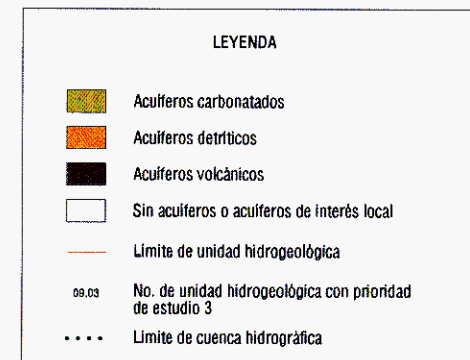 LEYENDA
Acuíferos carbonatados
Acuíferos detríticos
Acuíferos volcánicos
Sin acuíferos o acuíferos de interés local
Límite de unidad hidrogeológica
09.03 No. de unidad hidrogeológica con prioridad
de estudio 3
Límite de cuenca hidrográfica